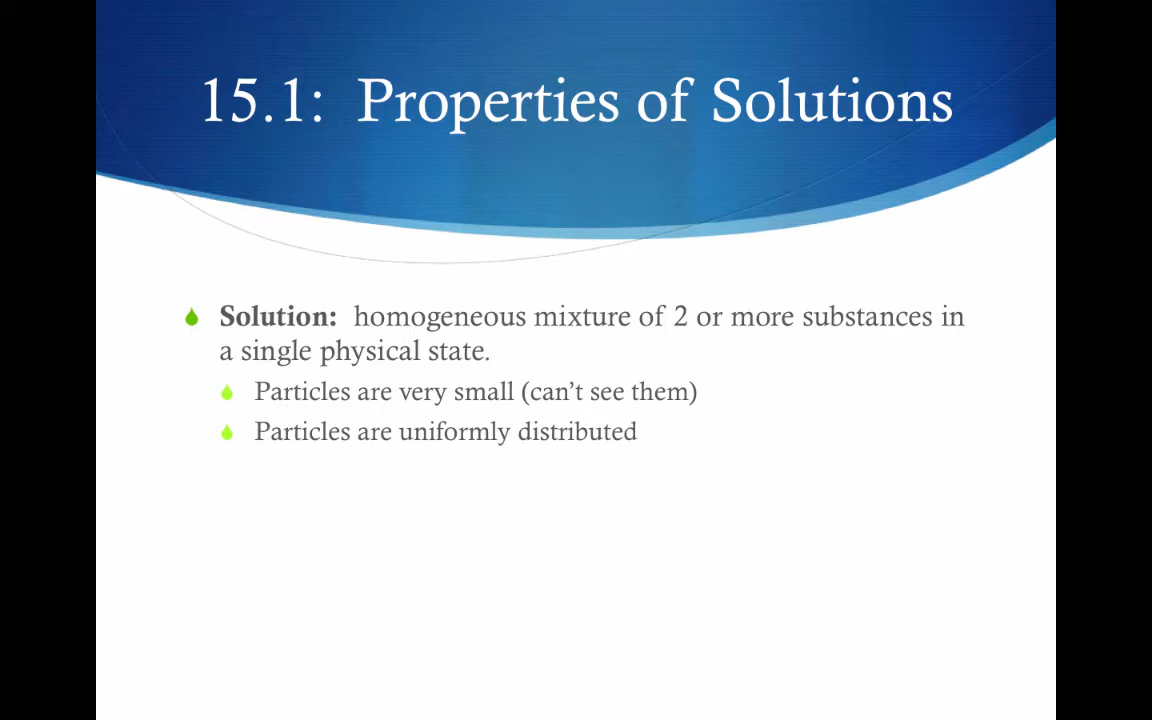 15.1:  Properties of Solutions
Solution:  homogeneous mixture of 2 or more substances in
a single physical state.
Particles are very small (can’t see them)
Particles are uniformly distributed